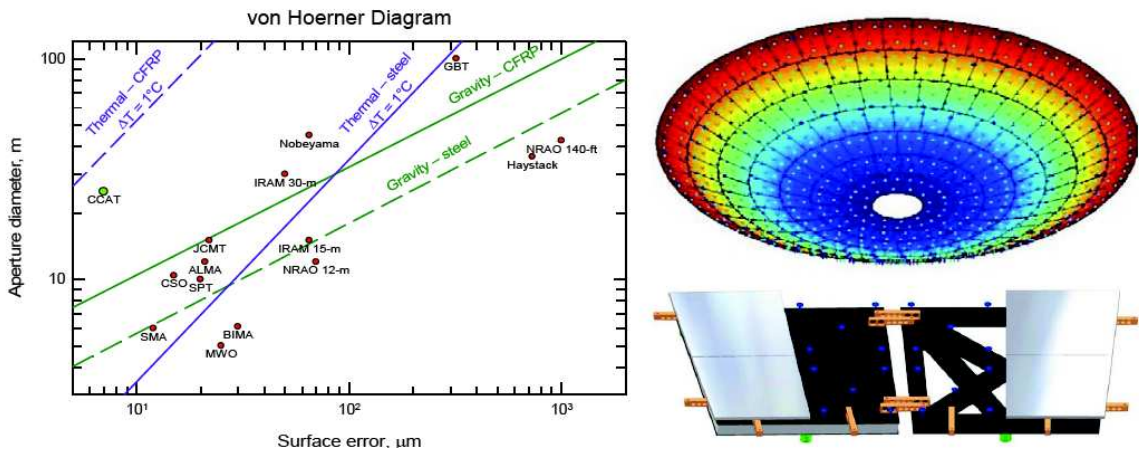 von Hoerner Diagram
Aperture diameter, m
100
10
Thermal – CFRP
ΔT = 1°C
Thermal – steel
ΔT = 1°C
Gravity – CFRP
Gravity – steel
GBT
Nobeyama
NRAO 140-ft
Haystack
IRAM 30-m
CCAT
JCMT
IRAM 15-m
ALMA
NRAO 12-m
CSO
SPT
SMA
BIMA
MWO
10¹
10²
10³
Surface error, μm